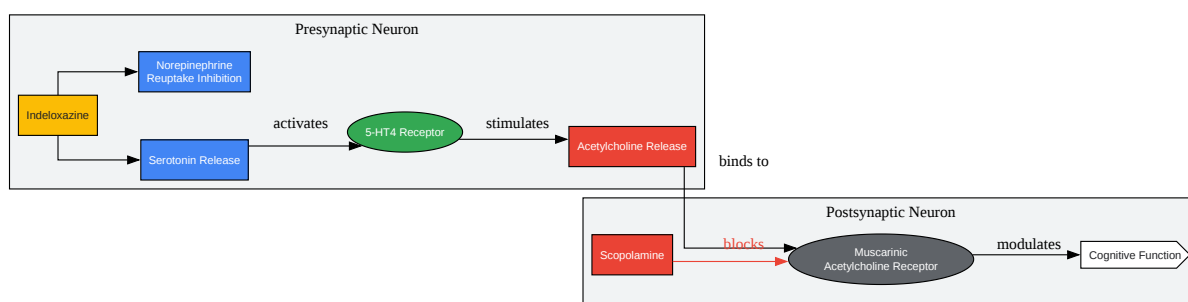 Presynaptic Neuron
Norepinephrine
Reuptake Inhibition
Indeloxazine
activates
5-HT4 Receptor
stimulates
Serotonin Release
Acetylcholine Release
binds to
Postsynaptic Neuron
Scopolamine
blocks
Muscarinic
Acetylcholine Receptor
modulates
Cognitive Function